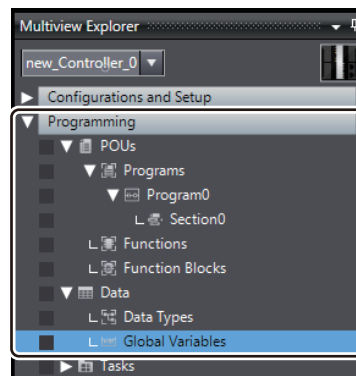 Multiview Explorer
new_Controller_0
Configurations and Setup
Programming
POUs
Programs
Program0
Section0
Functions
Function Blocks
Data
Data Types
Global Variables
Tasks